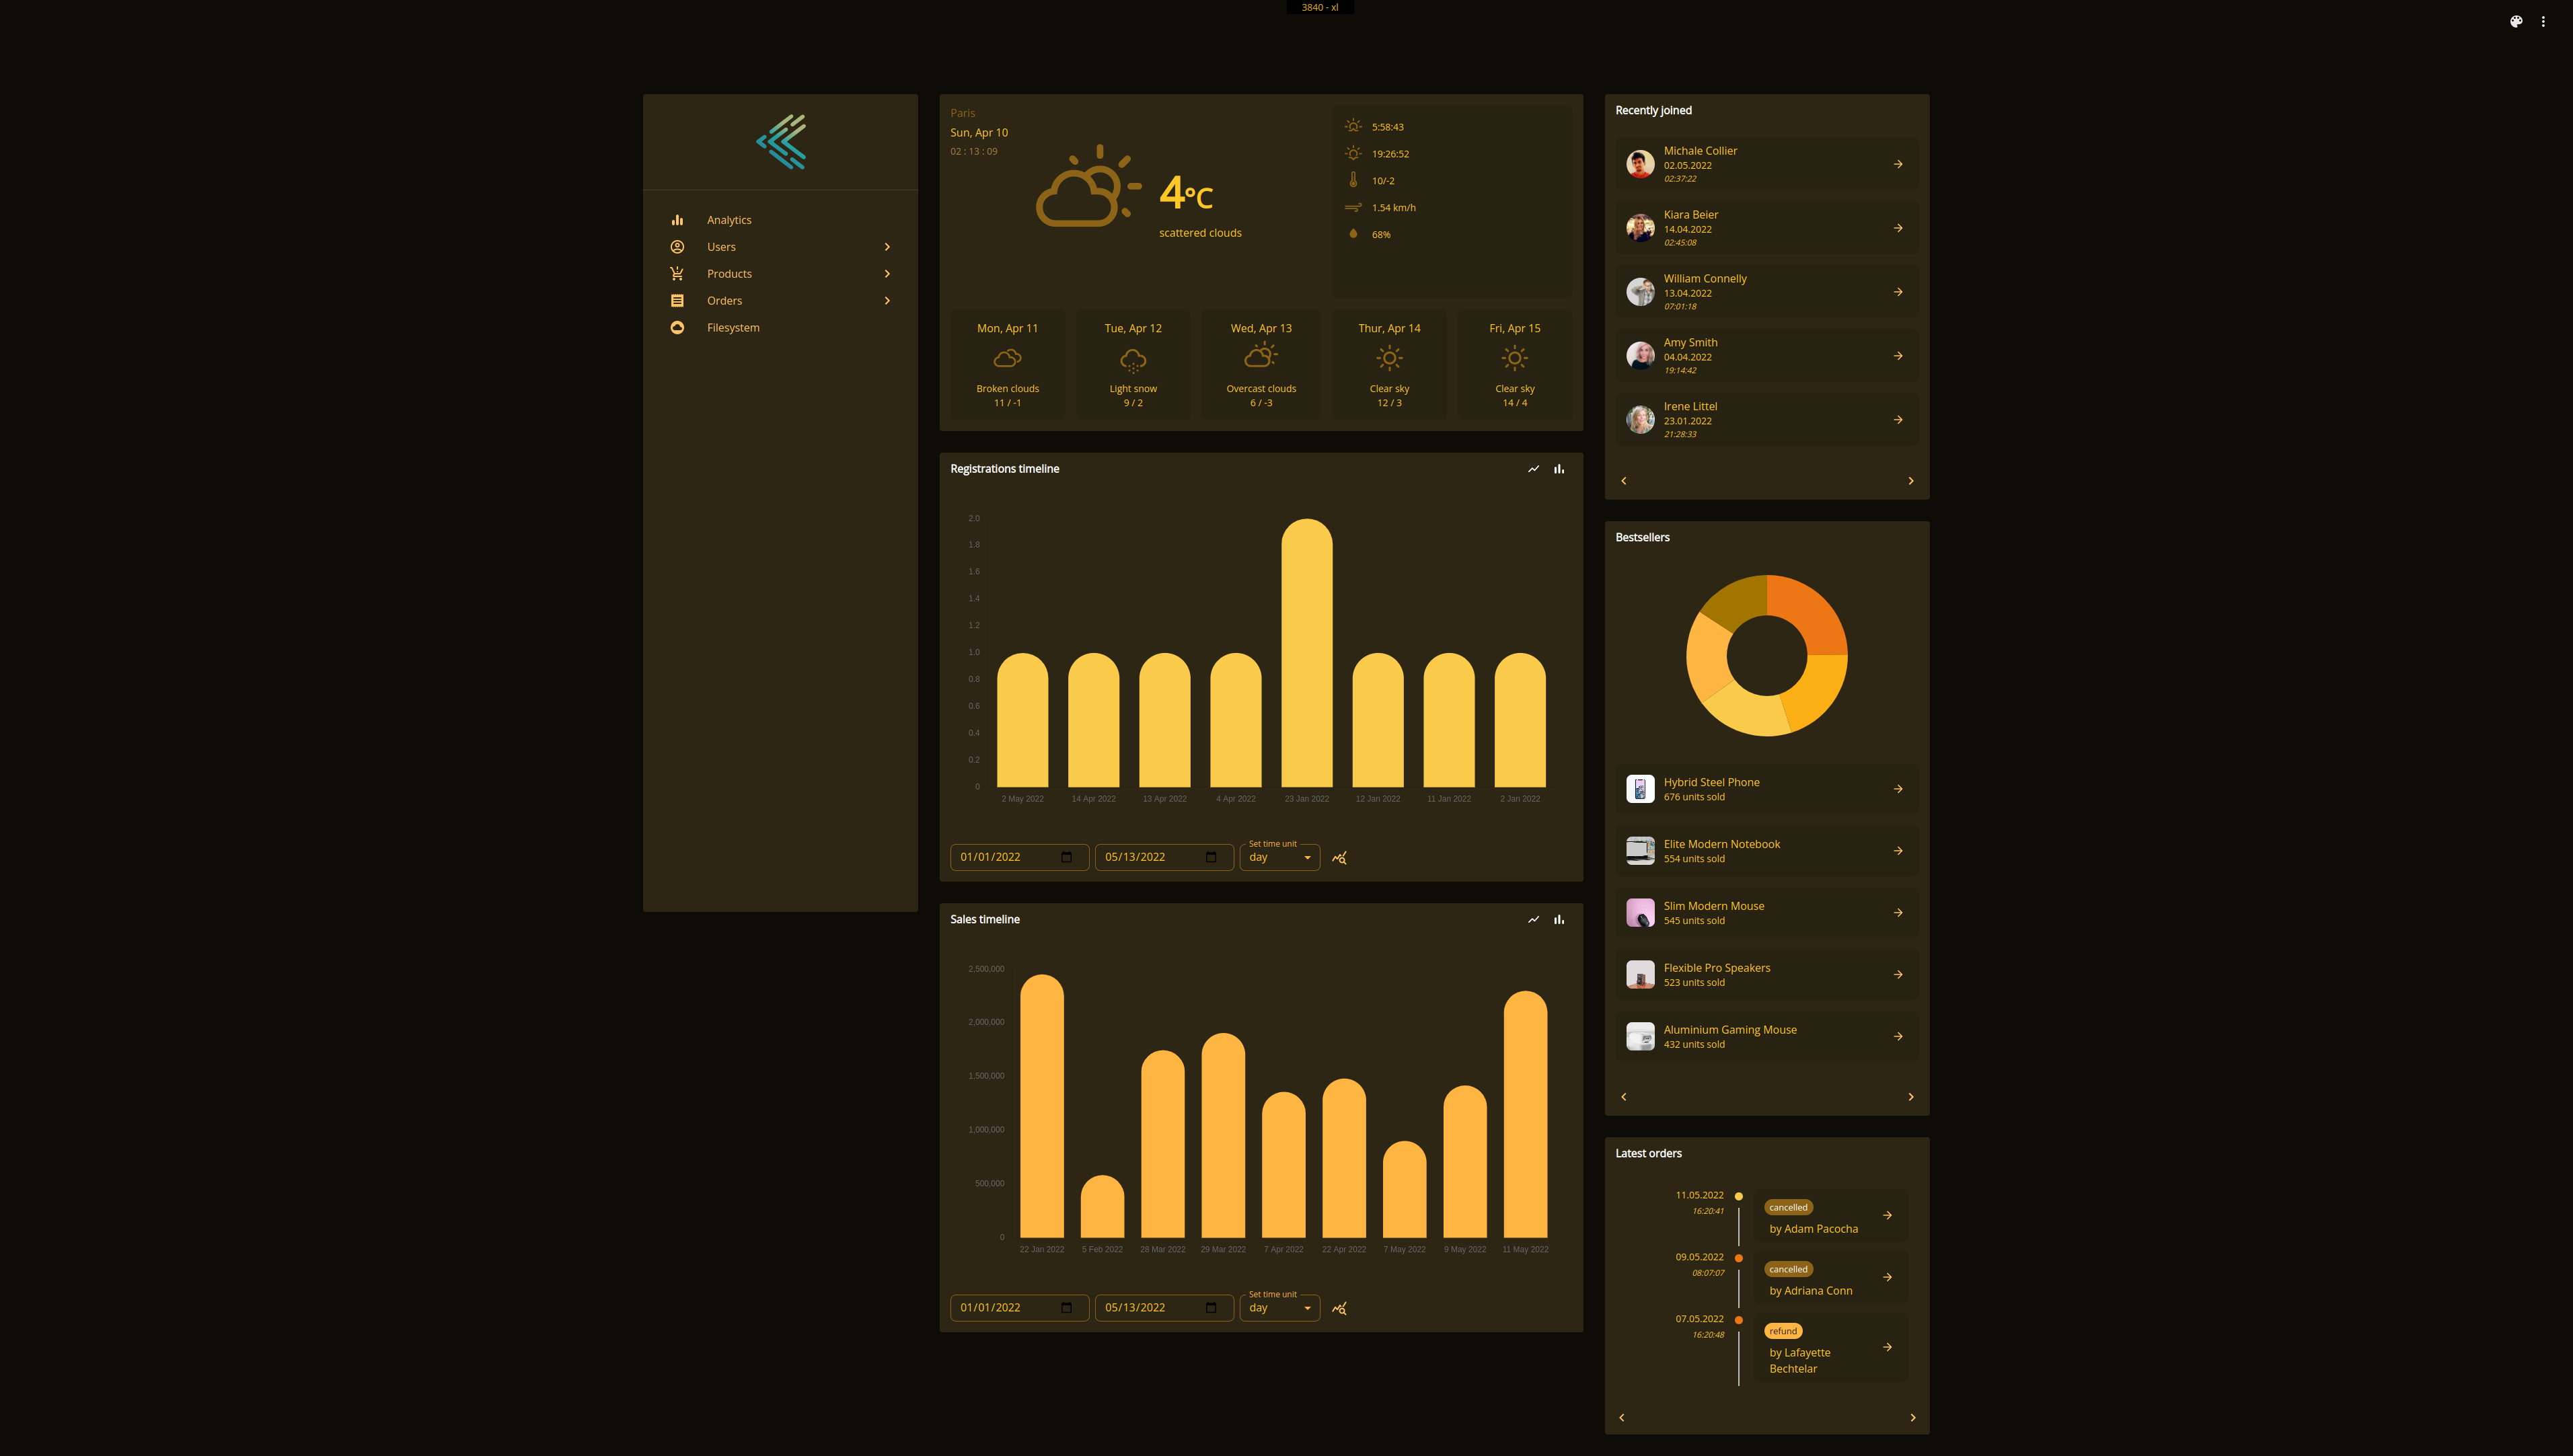 3840 - xl
Analytics
Users
Products
Orders
Filesystem
Paris
Sun, Apr 10
02 : 13 : 09
4°C
scattered clouds
5:58:43
19:26:52
10/-2
1.54 km/h
68%
Mon, Apr 11
Broken clouds
11 / -1
Tue, Apr 12
Light snow
9 / 2
Wed, Apr 13
Overcast clouds
6 / -3
Thur, Apr 14
Clear sky
12 / 3
Fri, Apr 15
Clear sky
14 / 4
Registrations timeline
2.0
1.8
1.6
1.4
1.2
1.0
0.8
0.6
0.4
0.2
0
2 May 2022 14 Apr 2022 13 Apr 2022 4 Apr 2022 23 Jan 2022 12 Jan 2022 11 Jan 2022 2 Jan 2022
01/01/2022 05/13/2022
Set time unit
day
Sales timeline
2,500,000
2,000,000
1,500,000
1,000,000
500,000
0
22 Jan 2022 5 Feb 2022 28 Mar 2022 29 Mar 2022 7 Apr 2022 22 Apr 2022 7 May 2022 9 May 2022 11 May 2022
01/01/2022 05/13/2022
Set time unit
day
Recently joined
Michale Collier
02.05.2022
02:37:22
Kiara Beier
14.04.2022
02:45:08
William Connelly
13.04.2022
07:01:18
Amy Smith
04.04.2022
19:14:42
Irene Littel
23.01.2022
21:28:33
Bestsellers
Hybrid Steel Phone
676 units sold
Elite Modern Notebook
554 units sold
Slim Modern Mouse
545 units sold
Flexible Pro Speakers
523 units sold
Aluminium Gaming Mouse
432 units sold
Latest orders
11.05.2022
16:20:41
cancelled
by Adam Pacocha
09.05.2022
08:07:07
cancelled
by Adriana Conn
07.05.2022
16:20:48
refund
by Lafayette
Bechtelar